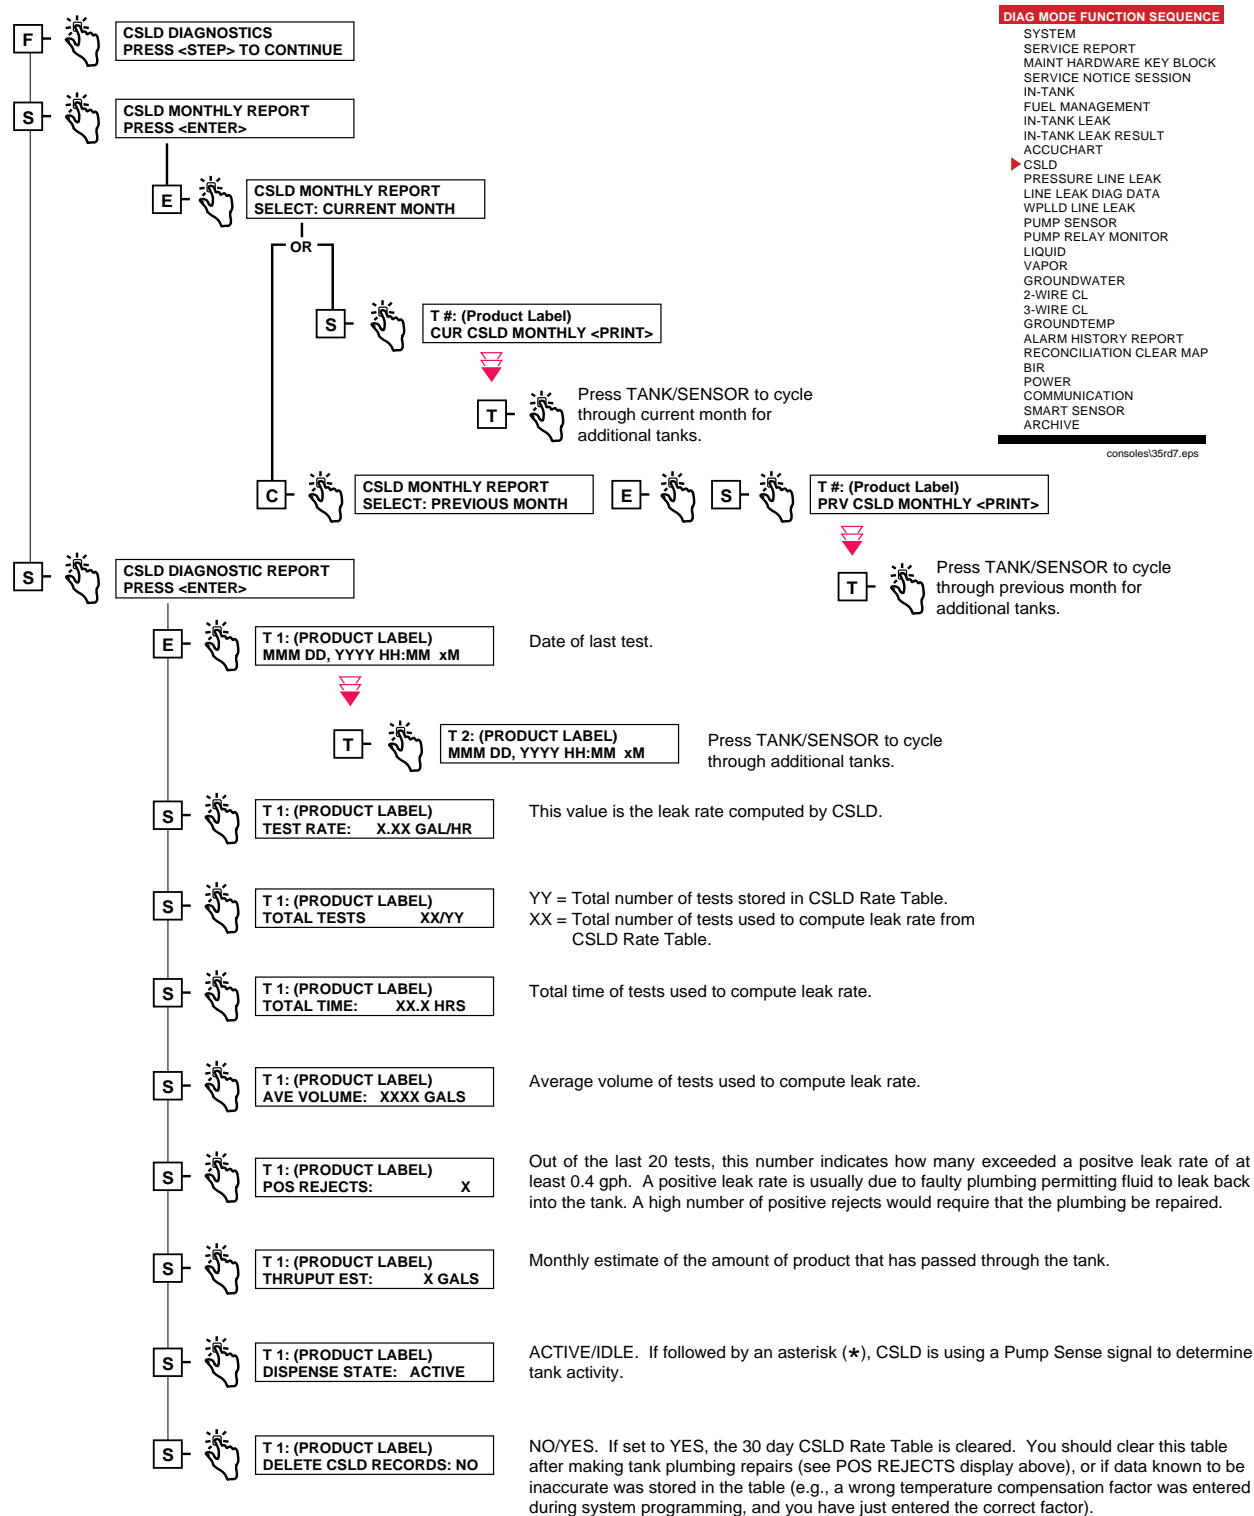 DIAG MODE FUNCTION SEQUENCE
SYSTEM
SERVICE REPORT
MAINT HARDWARE KEY BLOCK
SERVICE NOTICE SESSION
IN-TANK
FUEL MANAGEMENT
IN-TANK LEAK
IN-TANK LEAK RESULT
ACCUCHART
CSLD
PRESSURE LINE LEAK
LINE LEAK DIAG DATA
WPLLD LINE LEAK
PUMP SENSOR
PUMP RELAY MONITOR
LIQUID
VAPOR
GROUNDWATER
2-WIRE CL
3-WIRE CL
GROUNDTEMP
ALARM HISTORY REPORT
RECONCILIATION CLEAR MAP
BIR
POWER
COMMUNICATION
SMART SENSOR
ARCHIVE
consoles\35rd7.eps
F
CSLD DIAGNOSTICS
PRESS <STEP> TO CONTINUE
S
CSLD MONTHLY REPORT
PRESS <ENTER>
E
CSLD MONTHLY REPORT
SELECT: CURRENT MONTH
OR
S
T #: (Product Label)
CUR CSLD MONTHLY <PRINT>
T
Press TANK/SENSOR to cycle
through current month for
additional tanks.
C
CSLD MONTHLY REPORT
SELECT: PREVIOUS MONTH
E
S
T #: (Product Label)
PRV CSLD MONTHLY <PRINT>
T
Press TANK/SENSOR to cycle
through previous month for
additional tanks.
S
CSLD DIAGNOSTIC REPORT
PRESS <ENTER>
E
T 1: (PRODUCT LABEL)
MMM DD, YYYY HH:MM xM
Date of last test.
T
T 2: (PRODUCT LABEL)
MMM DD, YYYY HH:MM xM
Press TANK/SENSOR to cycle
through additional tanks.
S
T 1: (PRODUCT LABEL)
TEST RATE: X.XX GAL/HR
This value is the leak rate computed by CSLD.
S
T 1: (PRODUCT LABEL)
TOTAL TESTS XX/YY
YY = Total number of tests stored in CSLD Rate Table.
XX = Total number of tests used to compute leak rate from
CSLD Rate Table.
S
T 1: (PRODUCT LABEL)
TOTAL TIME: XX.X HRS
Total time of tests used to compute leak rate.
S
T 1: (PRODUCT LABEL)
AVE VOLUME: XXXX GALS
Average volume of tests used to compute leak rate.
S
T 1: (PRODUCT LABEL)
POS REJECTS: X
Out of the last 20 tests, this number indicates how many exceeded a positve leak rate of at
least 0.4 gph. A positive leak rate is usually due to faulty plumbing permitting fluid to leak back
into the tank. A high number of positive rejects would require that the plumbing be repaired.
S
T 1: (PRODUCT LABEL)
THRUPUT EST: X GALS
Monthly estimate of the amount of product that has passed through the tank.
S
T 1: (PRODUCT LABEL)
DISPENSE STATE: ACTIVE
ACTIVE/IDLE. If followed by an asterisk (*), CSLD is using a Pump Sense signal to determine
tank activity.
S
T 1: (PRODUCT LABEL)
DELETE CSLD RECORDS: NO
NO/YES. If set to YES, the 30 day CSLD Rate Table is cleared. You should clear this table
after making tank plumbing repairs (see POS REJECTS display above), or if data known to be
inaccurate was stored in the table (e.g., a wrong temperature compensation factor was entered
during system programming, and you have just entered the correct factor).